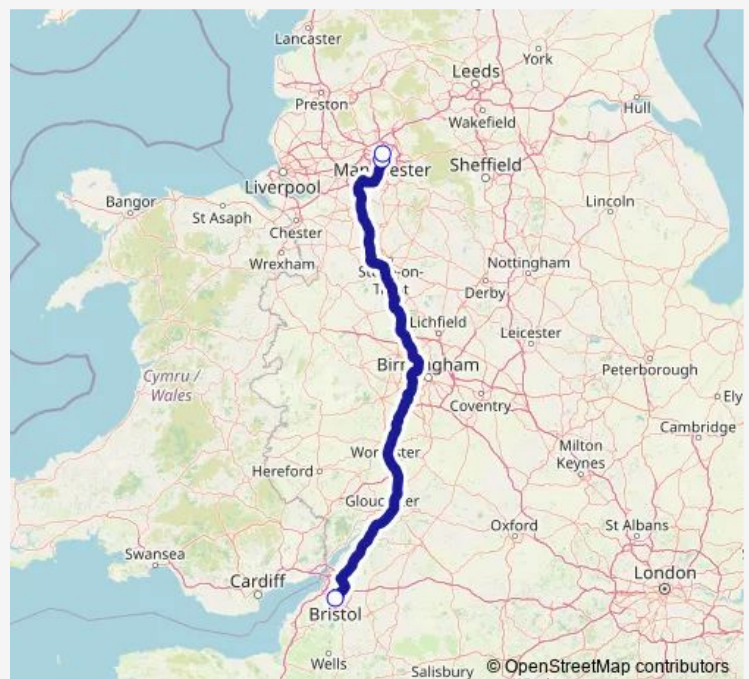 Lancaster
York
Leeds
Preston
Hull
Wakefield
Manchester
Sheffield
Liverpool
Bangor
St Asaph
Lincoln
Chester
Wrexham
Nottingham
Derby
Lichfield
Leicester
Birmingham
Peterborough
Cymru /
Wales
Ely
Coventry
Cambridge
Milton
Keynes
Hereford
Oxford
St Albans
Swansea
Cardiff
London
Bristol
Wells
Salisbury
© OpenStreetMap contributors